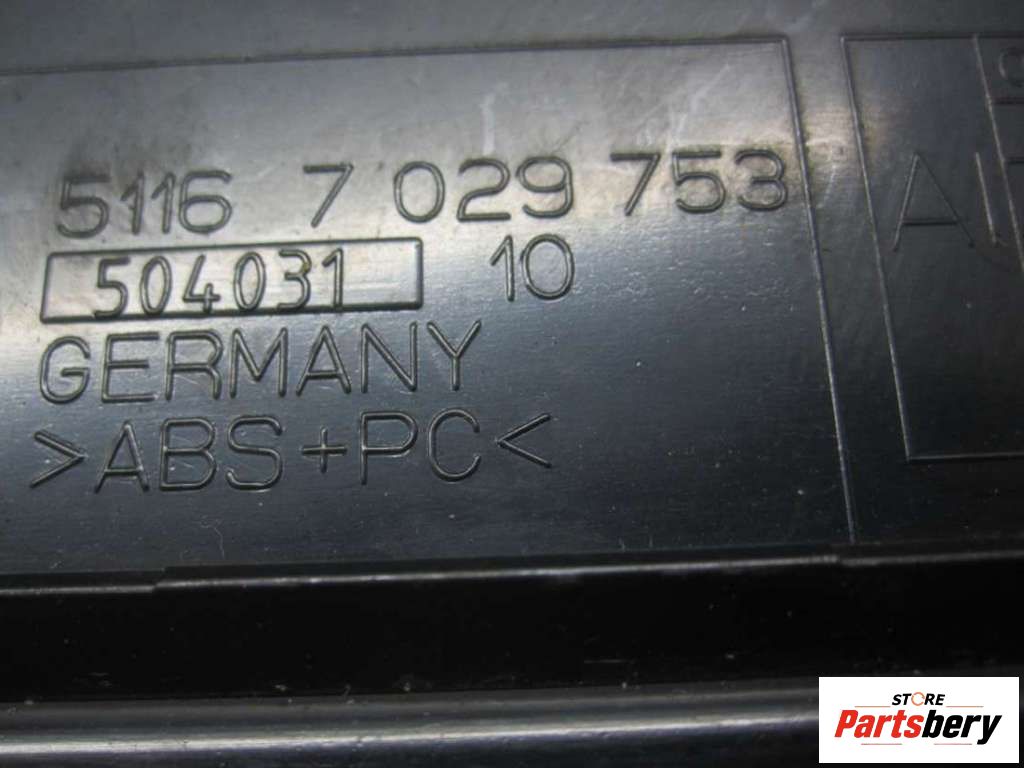 5116 7 029 753
504031 10
GERMANY
>ABS+PC<
STORE
Partsbery